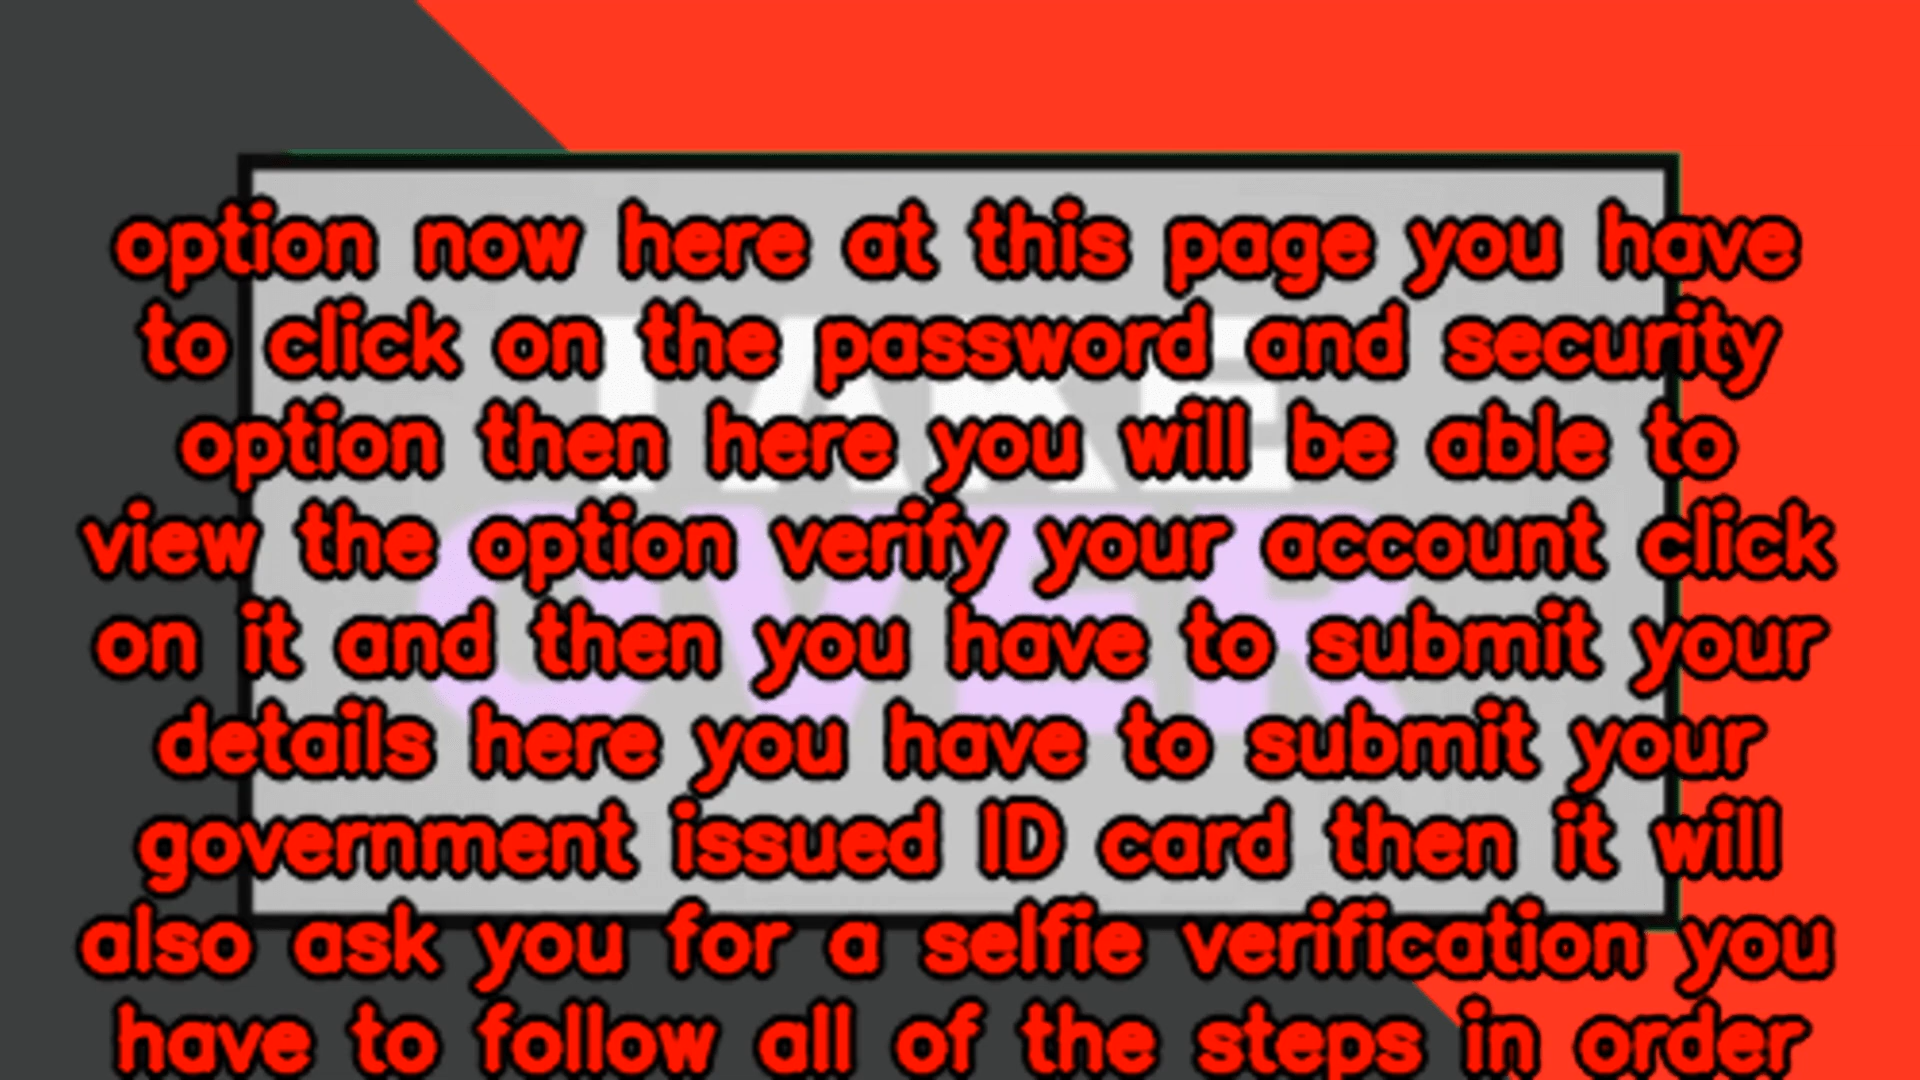 option now here at this page you have
to click on the password and security
option then here you will be able to
view the option verify your account click
on it and then you have to submit your
details here you have to submit your
government issued ID card then it will
also ask you for a selfie verification you
have to follow all of the steps in order
TAKE
OVER